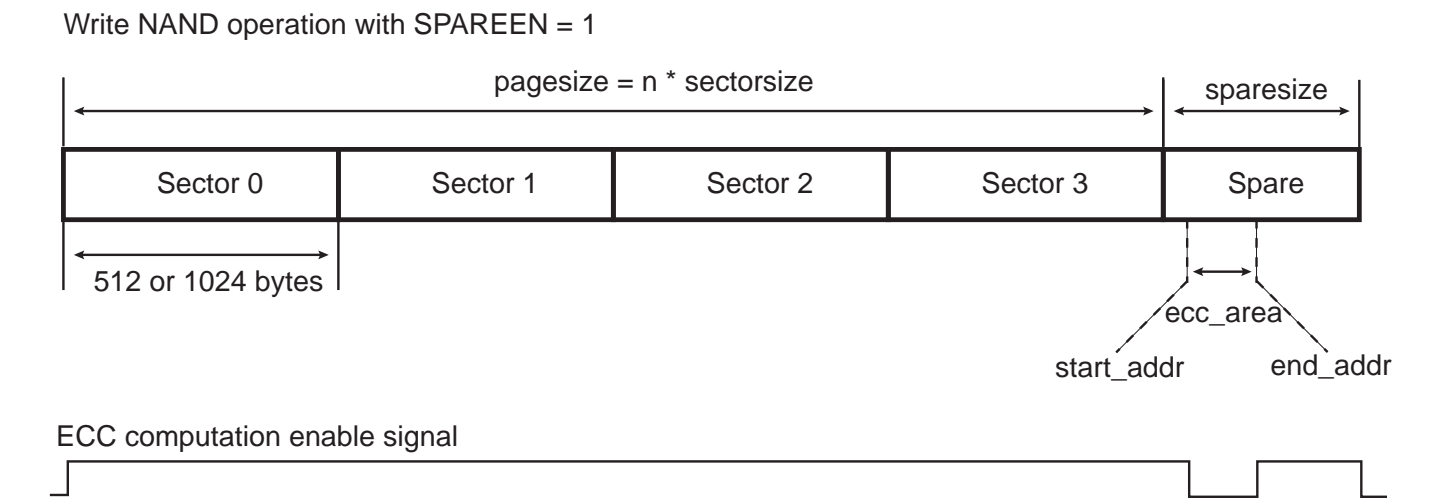 Write NAND operation with SPAREEN = 1
pagesize = n * sectorsize
sparesize
Sector 0
Sector 1
Sector 2
Sector 3
Spare
512 or 1024 bytes
ecc_area
start_addr
end_addr
ECC computation enable signal